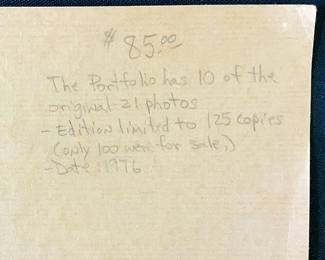 $85.00
The Portfolio has 10 of the
original 21 photos
- Edition limited to 125 copies
(only 100 were for sale,)
- Date: 1976